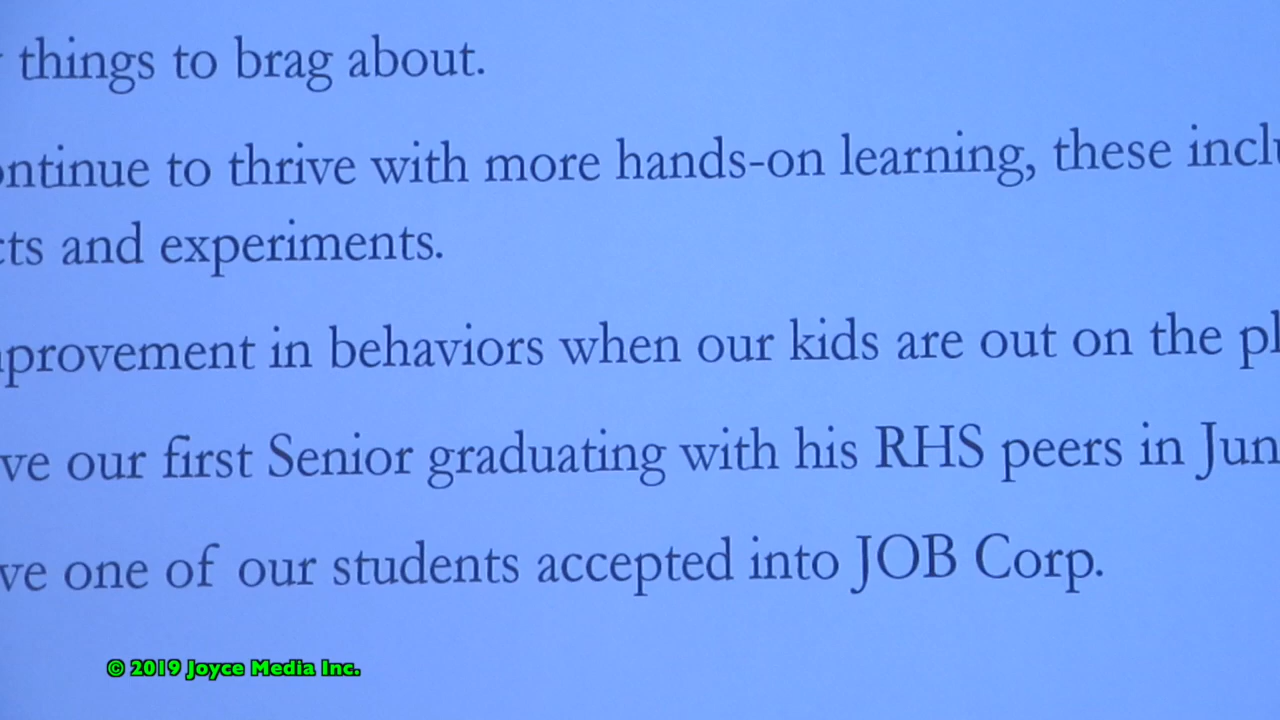 things to brag about.
ontinue to thrive with more hands-on learning, these inclu
cts and experiments.
provement in behaviors when our kids are out on the pl
ve our first Senior graduating with his RHS peers in Jun
ve one of our students accepted into JOB Corp.
© 2019 Joyce Media Inc.